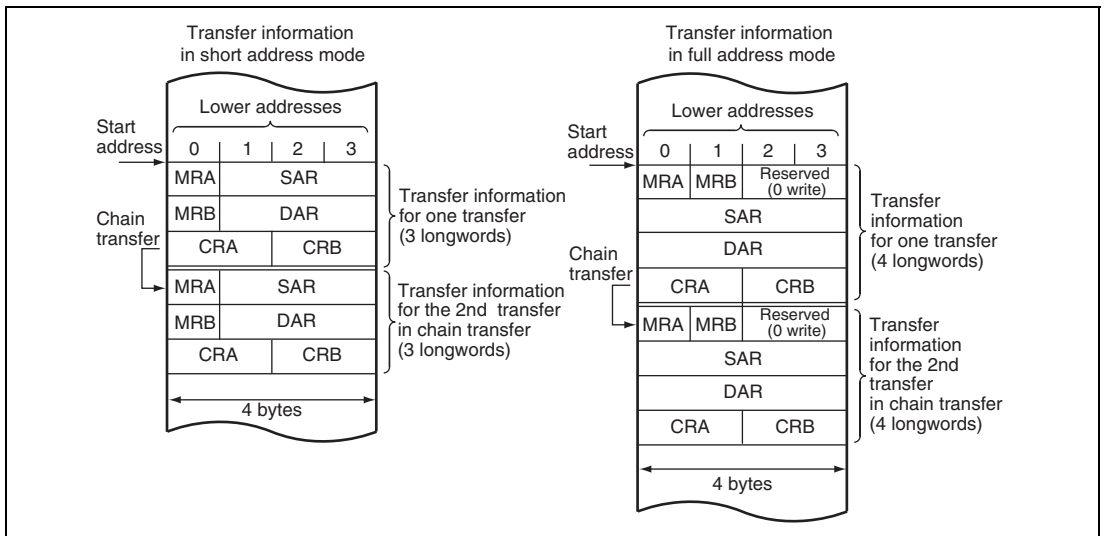 Transfer information
in short address mode
Lower addresses
Start
address
0 1 2 3
MRA SAR
MRB DAR
CRA CRB
Transfer information
for one transfer
(3 longwords)
Chain
transfer
MRA SAR
MRB DAR
CRA CRB
Transfer information
for the 2nd transfer
in chain transfer
(3 longwords)
4 bytes
Transfer information
in full address mode
Lower addresses
Start
address
0 1 2 3
MRA MRB Reserved
(0 write)
SAR
DAR
CRA CRB
Transfer
information
for one transfer
(4 longwords)
Chain
transfer
MRA MRB Reserved
(0 write)
SAR
DAR
CRA CRB
Transfer
information
for the 2nd
transfer
in chain transfer
(4 longwords)
4 bytes